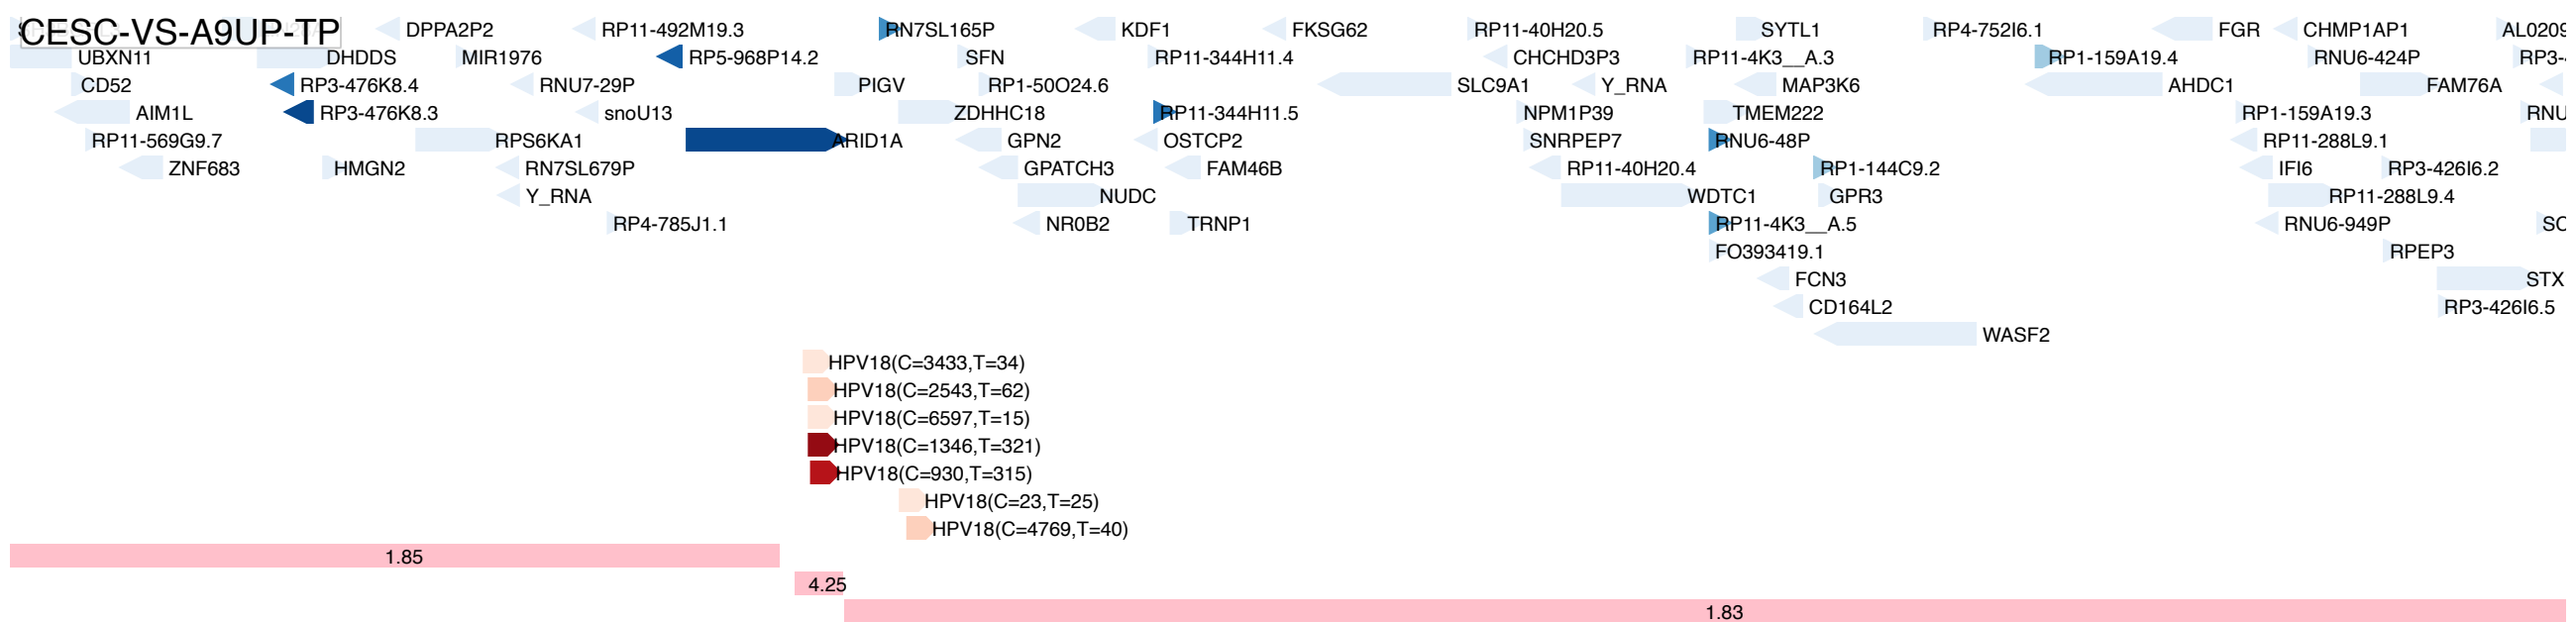 CESC-VS-A9UP-TP
DPPA2P2 RP11-492M19.3 RN7SL165P KDF1 FKSG62 RP11-40H20.5 SYTL1 RP4-752I6.1 FGR CHMP1AP1 AL0209
UBXN11 DHDDS MIR1976 RP5-968P14.2 SFN RP11-344H11.4 CHCHD3P3 RP11-4K3__A.3 RP1-159A19.4 RNU6-424P RP3-
CD52 RP3-476K8.4 RNU7-29P PIGV RP1-50O24.6 SLC9A1 Y_RNA MAP3K6 AHDC1 FAM76A
AIM1L RP3-476K8.3 snoU13 ZDHHC18 RP11-344H11.5 NPM1P39 TMEM222 RP1-159A19.3 RNU
RP11-569G9.7 RPS6KA1 ARID1A GPN2 OSTCP2 SNRPEP7 RNU6-48P RP11-288L9.1
ZNF683 HMGN2 RN7SL679P GPATCH3 FAM46B RP11-40H20.4 RP1-144C9.2 IFI6 RP3-426I6.2
Y_RNA NUDC WDTC1 GPR3 RP11-288L9.4
RP4-785J1.1 NR0B2 TRNP1 RP11-4K3__A.5 RNU6-949P SC
FO393419.1 RPEP3
FCN3 STX
CD164L2 RP3-426I6.5
WASF2
HPV18(C=3433,T=34)
HPV18(C=2543,T=62)
HPV18(C=6597,T=15)
HPV18(C=1346,T=321)
HPV18(C=930,T=315)
HPV18(C=23,T=25)
HPV18(C=4769,T=40)
1.85
4.25
1.83